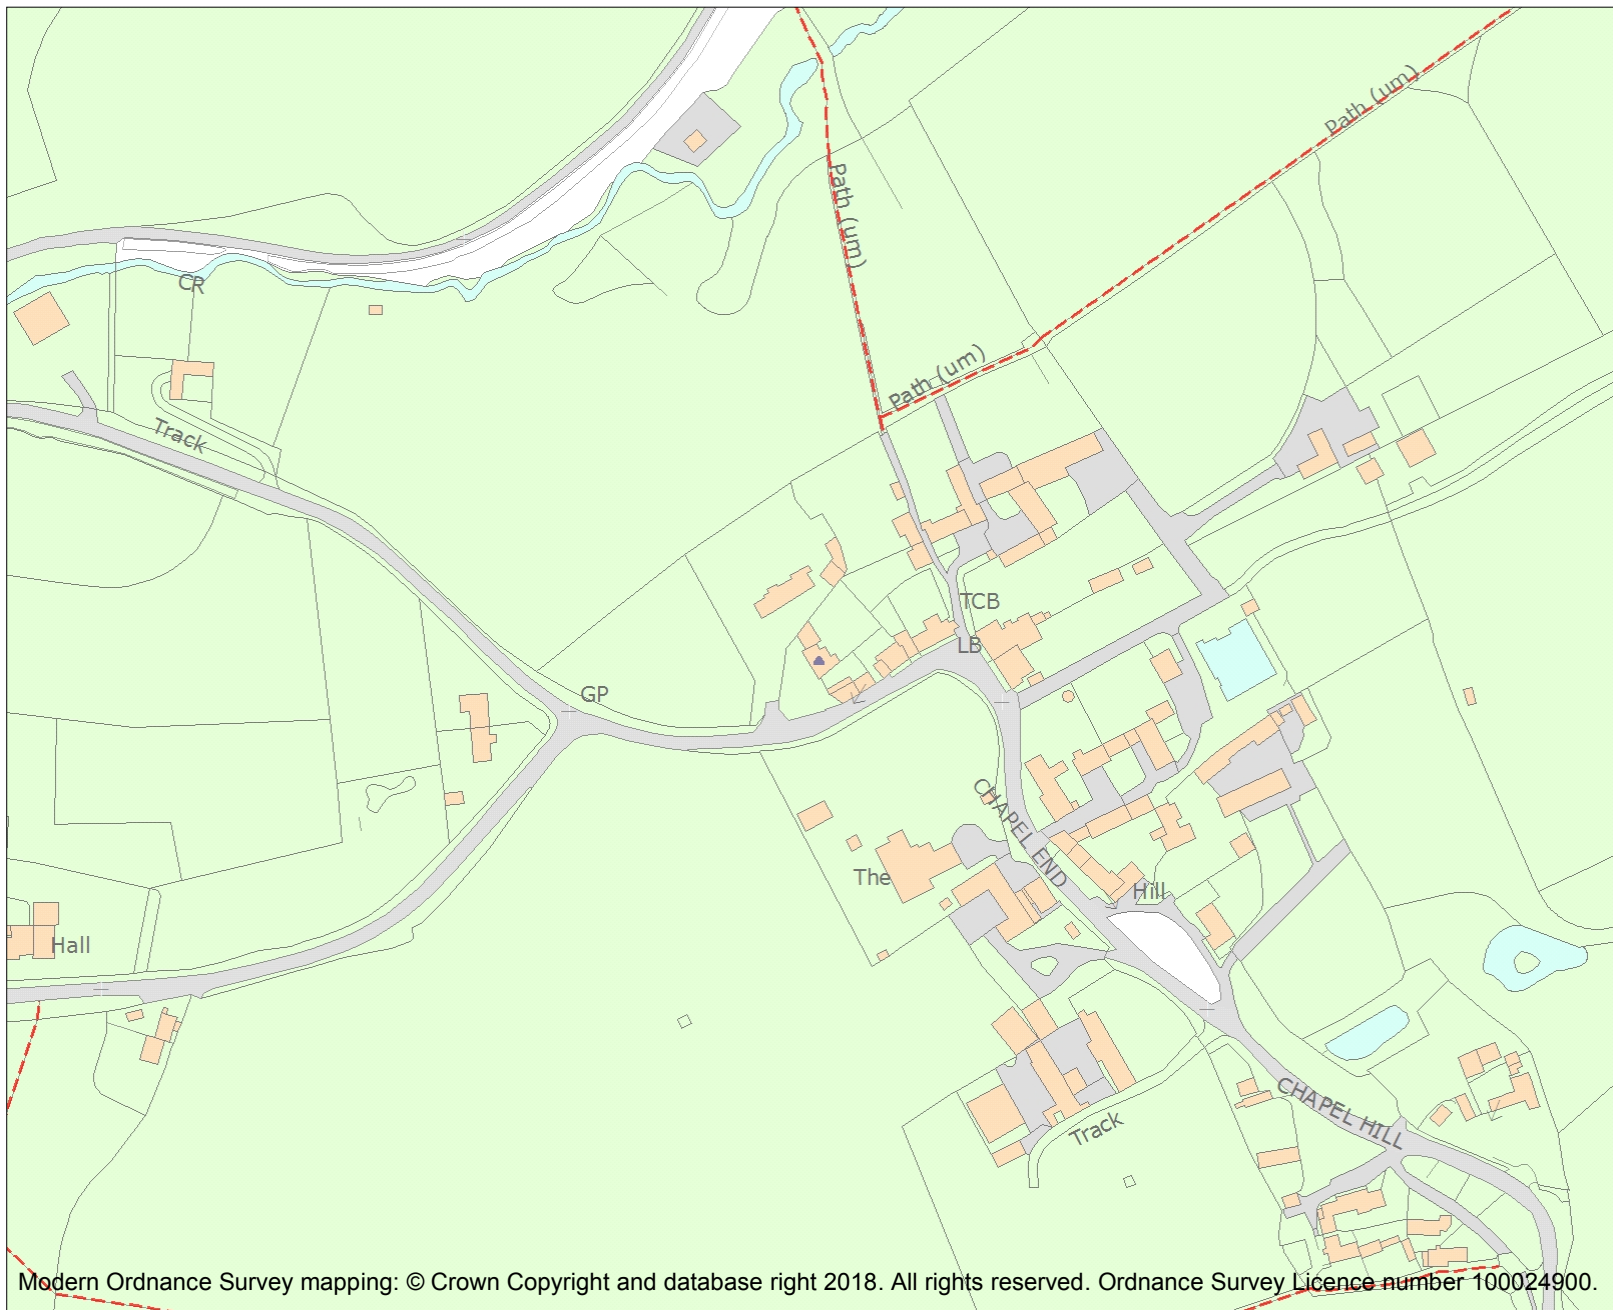 Path (um)
Path (um)
CR
Path (um)
Track
TCB
LB
GP
CHAPEL END
The
Hill
Hall
CHAPEL HILL
Track
Modern Ordnance Survey mapping: © Crown Copyright and database right 2018. All rights reserved. Ordnance Survey Licence number 100024900.